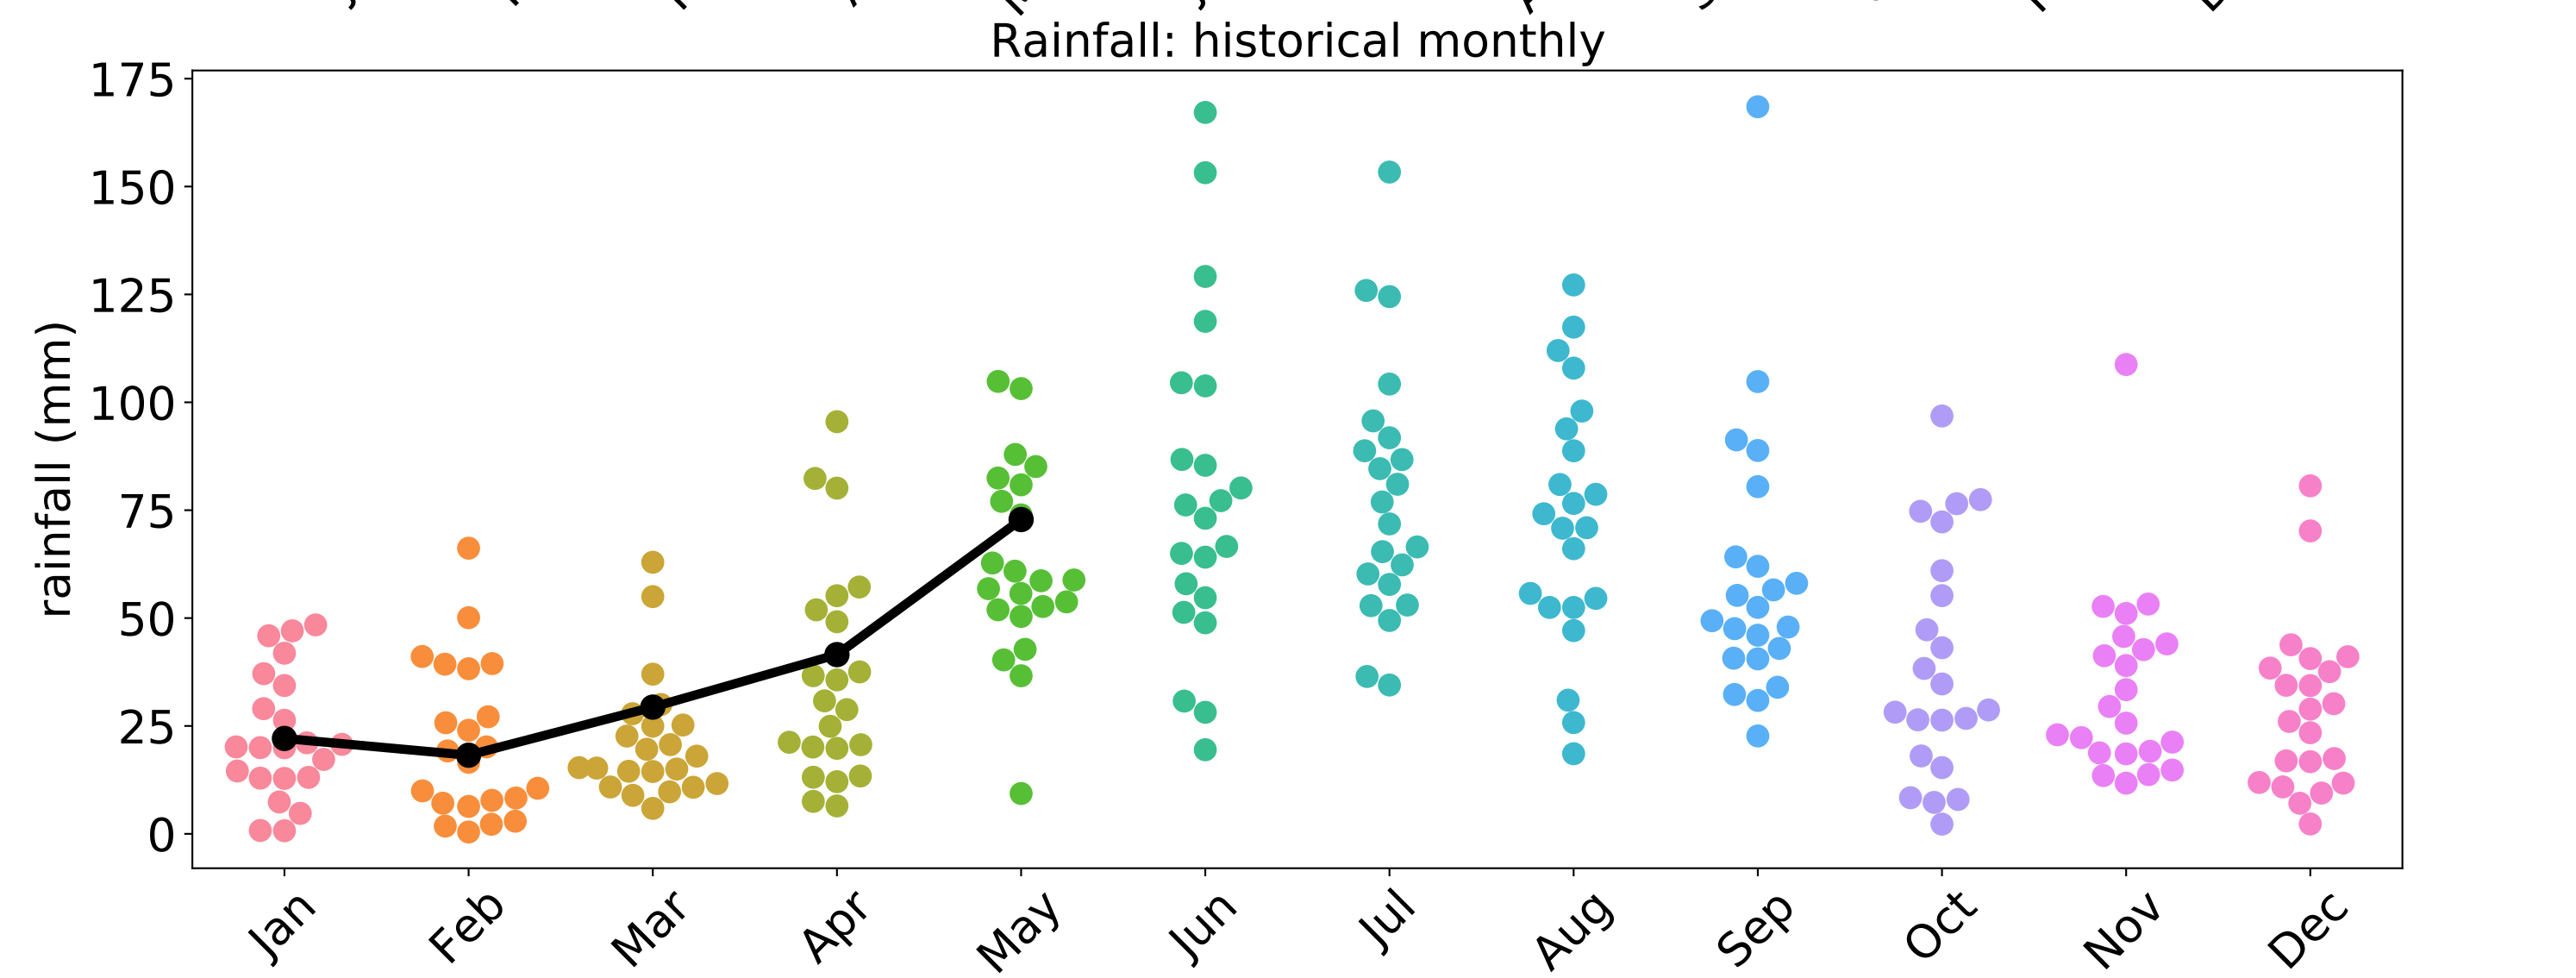 Rainfall: historical monthly
175
150
125
100
75
50
25
0
rainfall (mm)
Jan
Feb
Mar
Apr
May
Jun
Jul
Aug
Sep
Oct
Nov
Dec